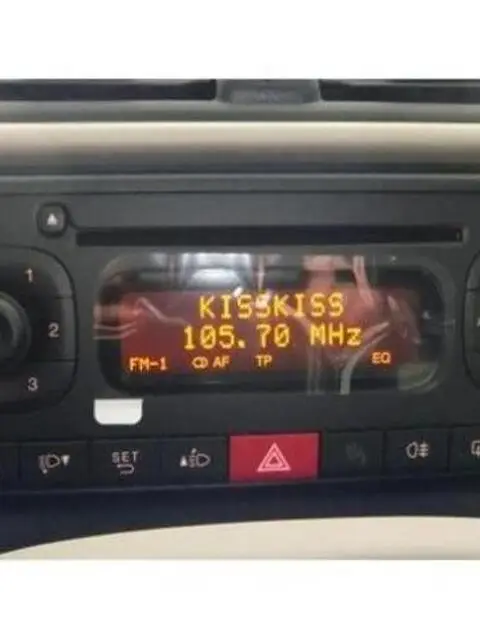 1
KISSKISS
2
105.70 MHz
FM-1 AF TP EQ
3
SET